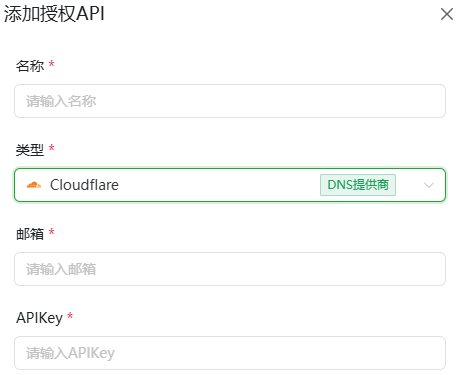 添加授权API
名称 *
请输入名称
类型 *
Cloudflare DNS提供商
邮箱 *
请输入邮箱
APIKey *
请输入APIKey